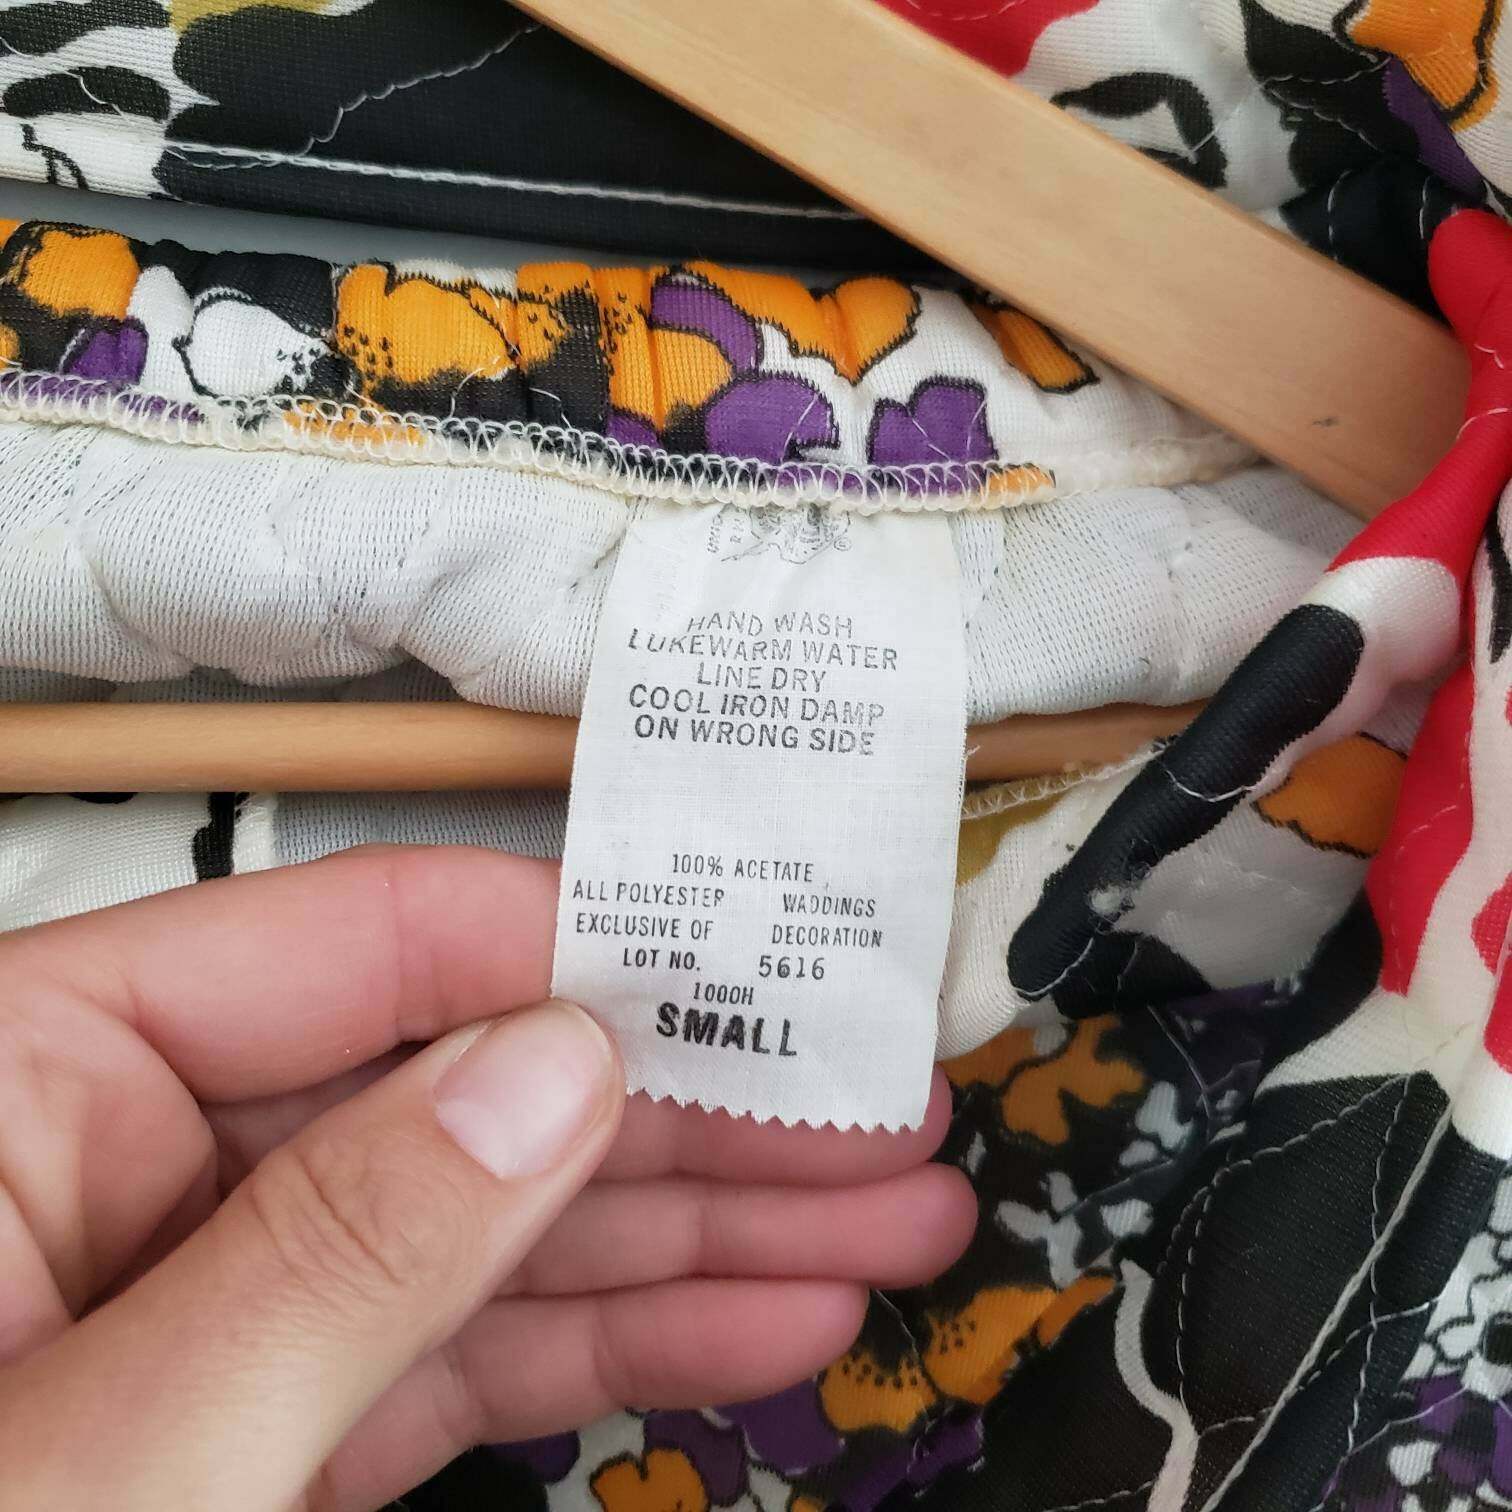 HAND WASH
LUKEWARM WATER
LINE DRY
COOL IRON DAMP
ON WRONG SIDE
100% ACETATE
ALL POLYESTER WADDINGS
EXCLUSIVE OF DECORATION
LOT NO. 5616
1000H
SMALL